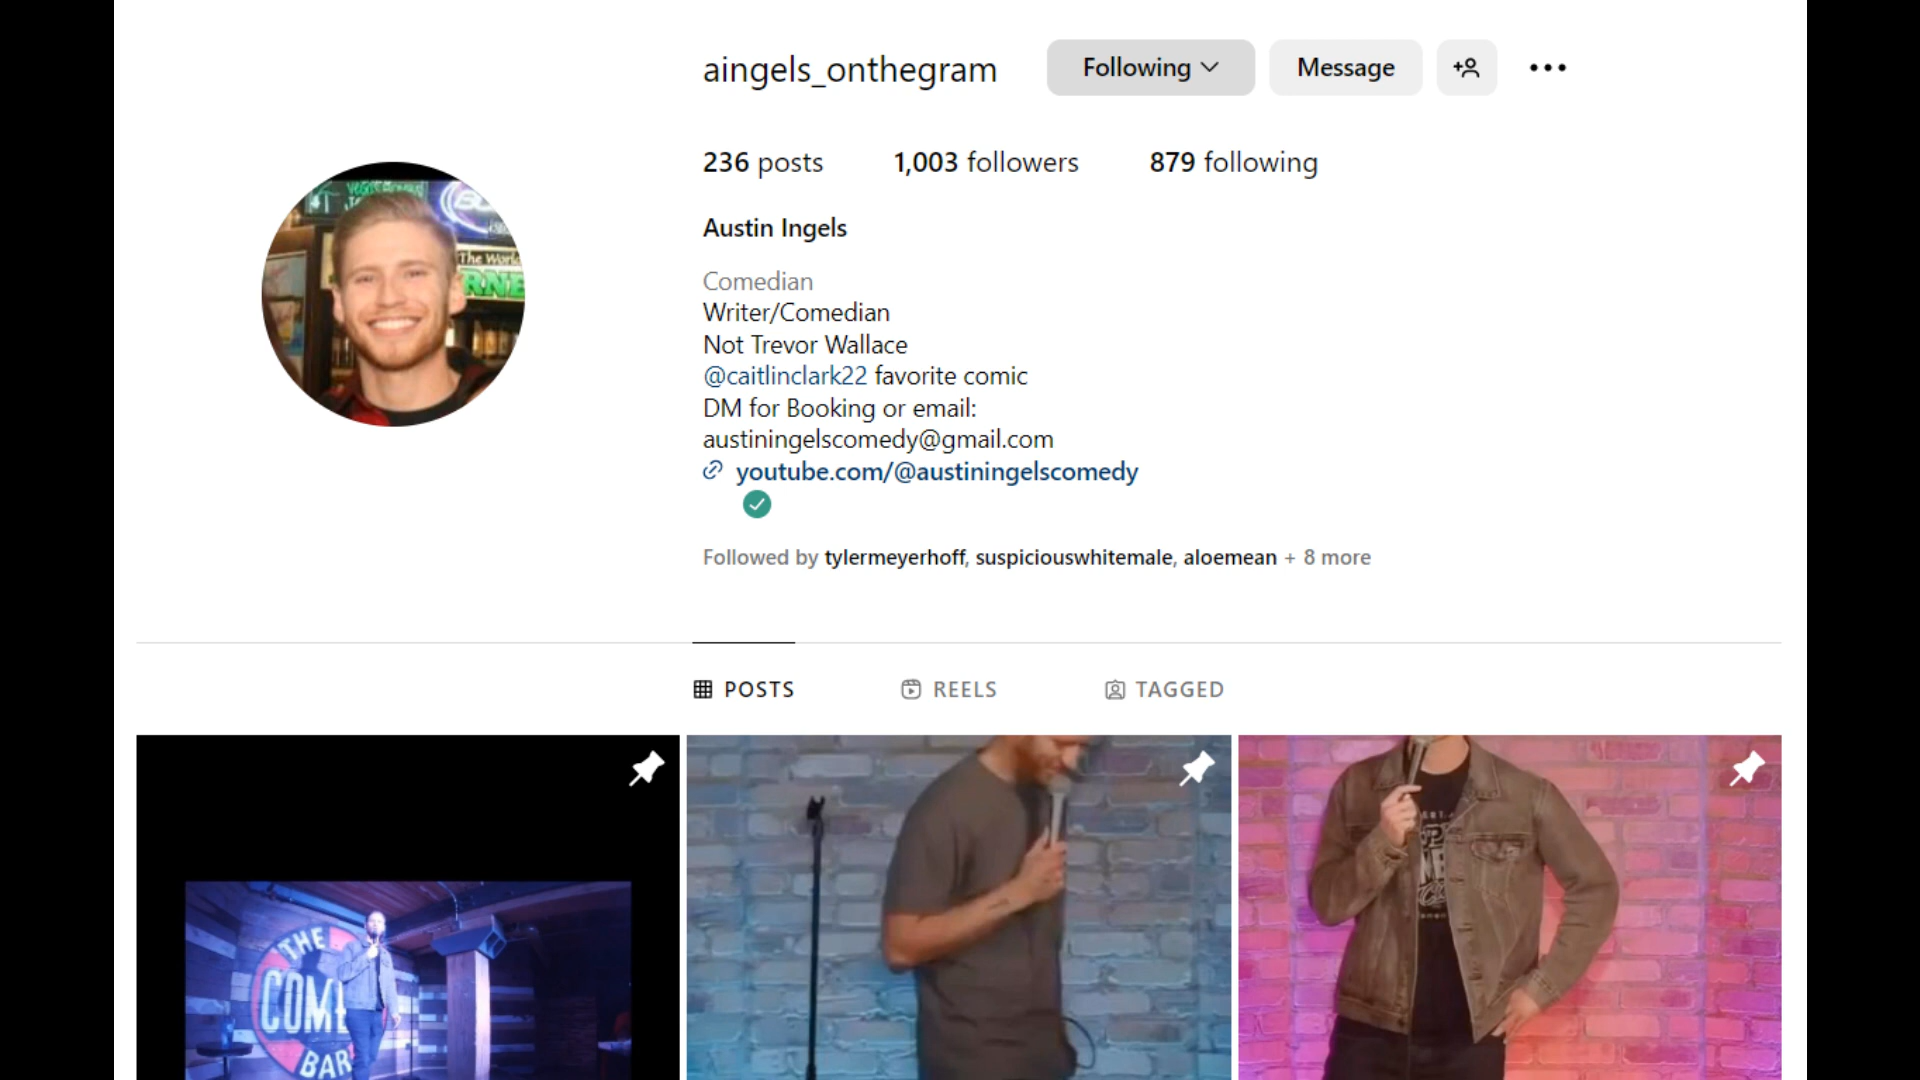 aingels_onthegram
Following
Message
236 posts
1,003 followers
879 following
Austin Ingels
Comedian
Writer/Comedian
Not Trevor Wallace
@caitlinclark22 favorite comic
DM for Booking or email:
austiningelscomedy@gmail.com
youtube.com/@austiningelscomedy
Followed by tylermeyerhoff, suspiciouswhitemale, aloemean + 8 more
POSTS
REELS
TAGGED
The World
THE
BAR